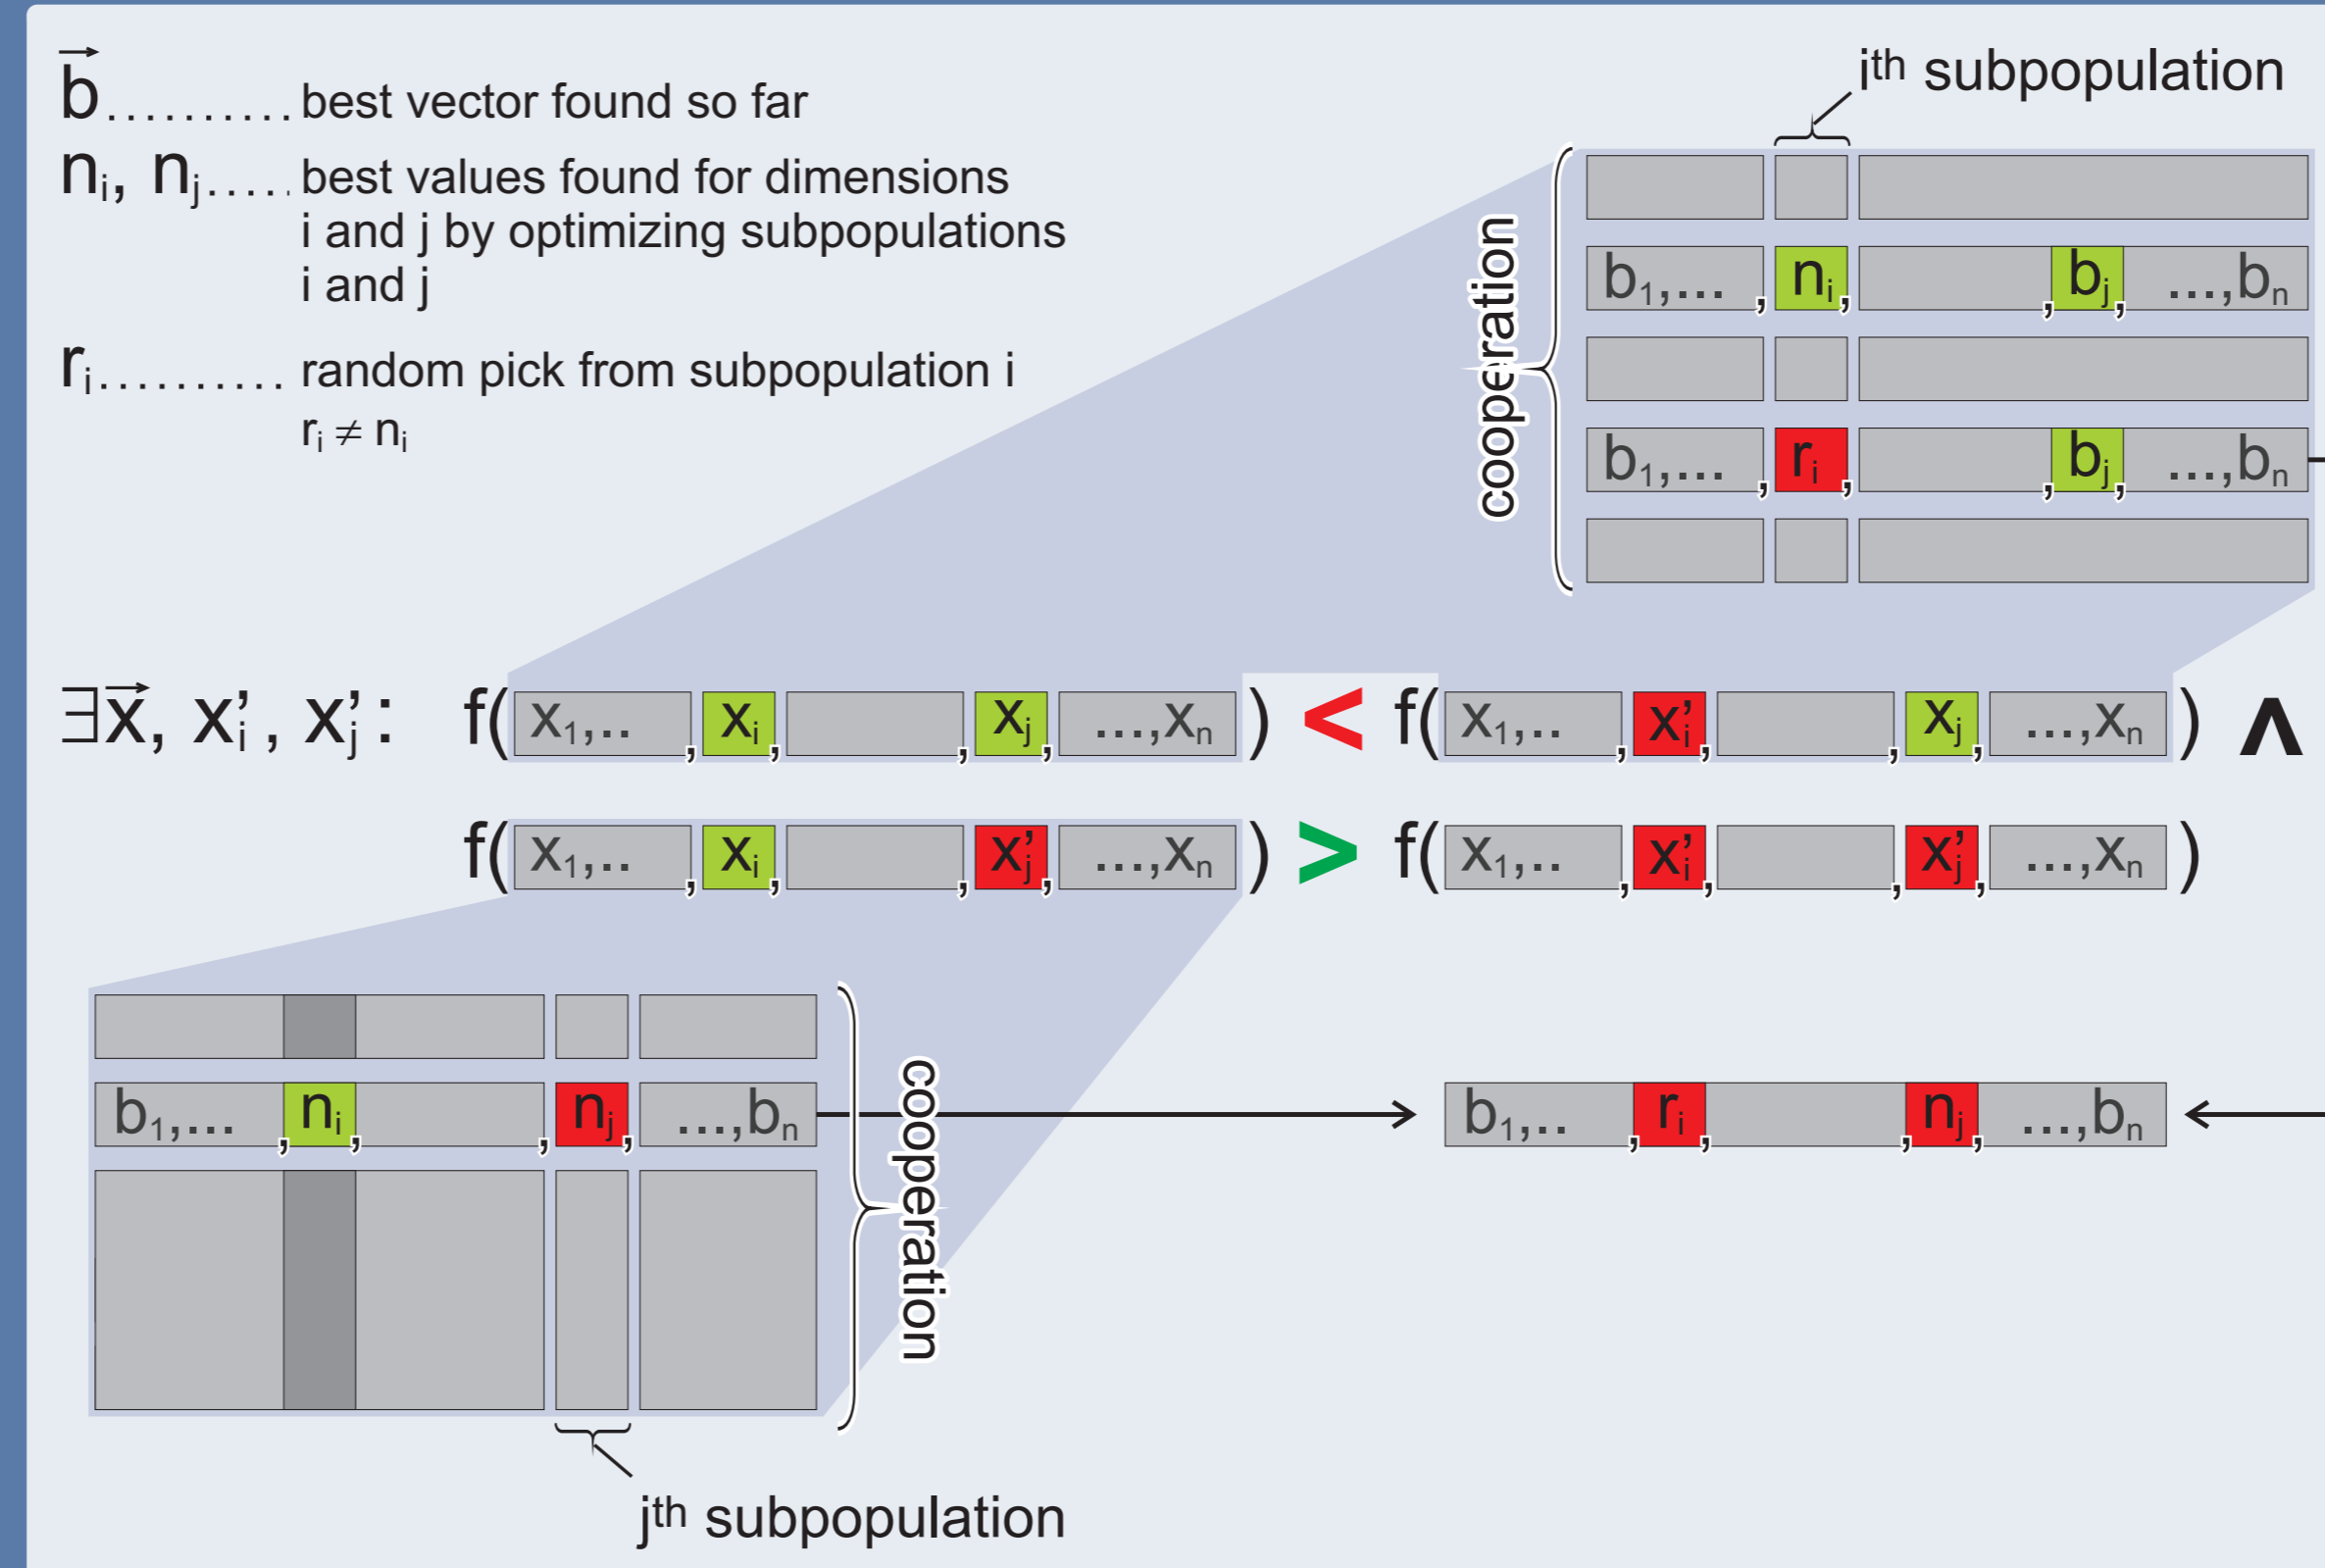 b⃗.......... best vector found so far
nᵢ, nⱼ..... best values found for dimensions
i and j by optimizing subpopulations
i and j
rᵢ.......... random pick from subpopulation i
rᵢ ≠ nᵢ
iᵗʰ subpopulation
cooperation
b₁,... , nᵢ, , bⱼ, ...,bₙ
b₁,... , rᵢ, , bⱼ, ...,bₙ
∃x⃗, x'ᵢ, x'ⱼ: f( x₁,.. , xᵢ, , xⱼ, ...,xₙ ) < f( x₁,.. , x'ᵢ, , xⱼ, ...,xₙ ) ∧
f( x₁,.. , xᵢ, , x'ⱼ, ...,xₙ ) > f( x₁,.. , x'ᵢ, , x'ⱼ, ...,xₙ )
b₁,... , nᵢ, , nⱼ, ...,bₙ
cooperation
b₁,.. , rᵢ, , nⱼ, ...,bₙ
jᵗʰ subpopulation